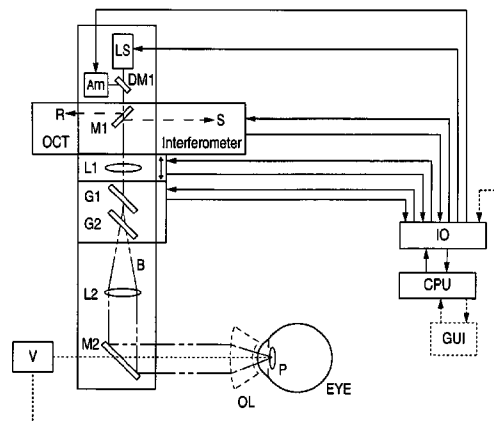 LS
Am
DM1
R
M1
S
OCT
Interferometer
L1
G1
G2
IO
B
CPU
L2
GUI
M2
V
P
OL
EYE